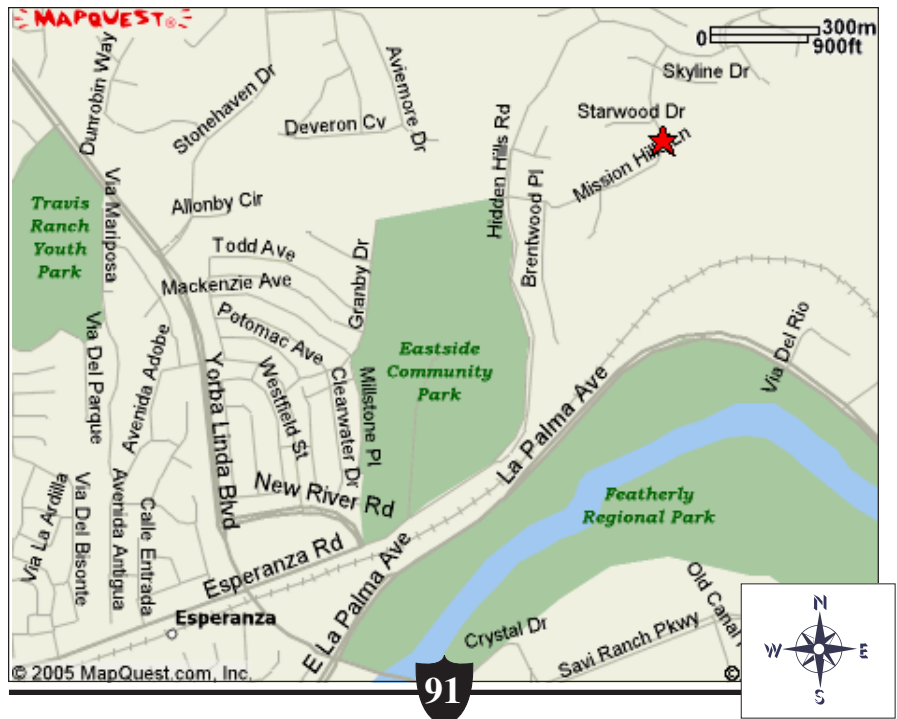 MAPQUEST
300m
0
900ft
Dunrobin Way
Stonehaven Dr
Aviemore Dr
Skyline Dr
Deveron Cv
Starwood Dr
Hidden Hills Rd
Mission Hills Ln
Brentwood Pl
Travis
Ranch
Youth
Park
Via Mariposa
Allonby Cir
Todd Ave
Granby Dr
Mackenzie Ave
Potomac Ave
Via Del Parque
Avenida Adobe
Yorba Linda Blvd
Westfield St
Clearwater Dr
Millstone Pl
Eastside
Community
Park
Via Del Rio
La Palma Ave
New River Rd
Featherly
Regional Park
Via La Ardilla
Via Del Bisonte
Avenida Antigua
Calle Entrada
Esperanza Rd
E La Palma Ave
Esperanza
Crystal Dr
Savi Ranch Pkwy
Old Canal
© 2005 MapQuest.com, Inc.
©
91
N
W
E
S